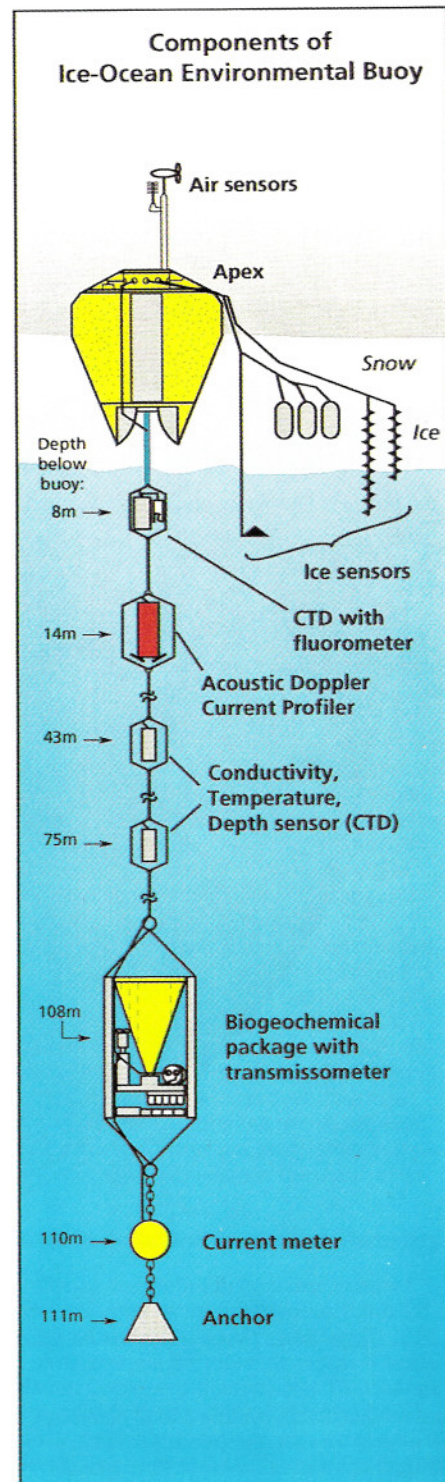 Components of
Ice-Ocean Environmental Buoy
Air sensors
Apex
Snow
Ice
Depth
below
buoy:
8m
Ice sensors
CTD with
fluorometer
14m
Acoustic Doppler
Current Profiler
43m
Conductivity,
Temperature,
Depth sensor (CTD)
75m
108m
Biogeochemical
package with
transmissometer
110m
Current meter
111m
Anchor